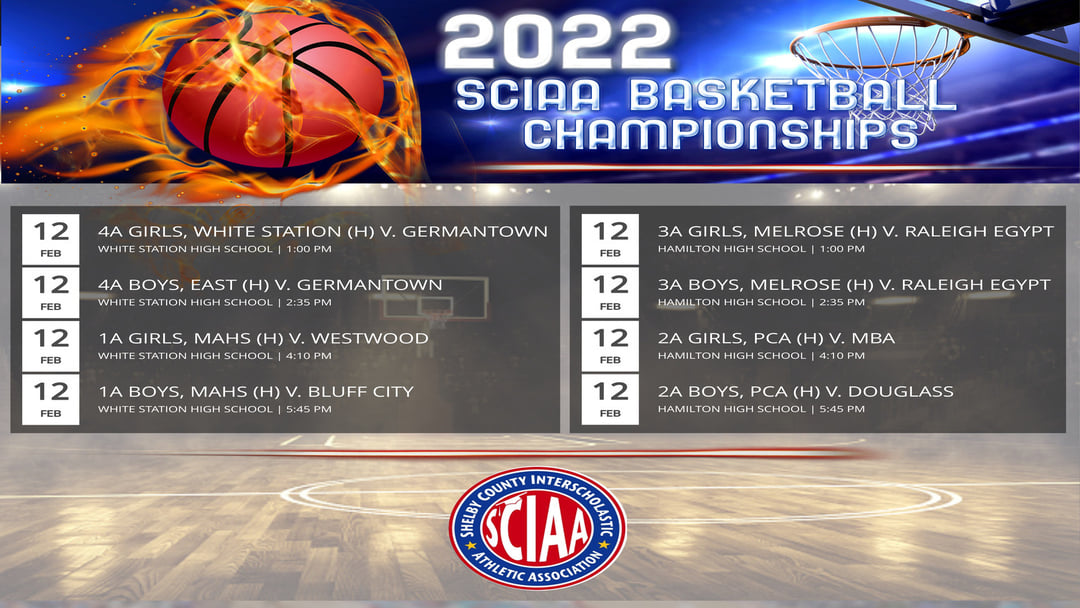 2022
SCIAA BASKETBALL
CHAMPIONSHIPS
12
FEB
4A GIRLS, WHITE STATION (H) V. GERMANTOWN
WHITE STATION HIGH SCHOOL | 1:00 PM
12
FEB
4A BOYS, EAST (H) V. GERMANTOWN
WHITE STATION HIGH SCHOOL | 2:35 PM
12
FEB
1A GIRLS, MAHS (H) V. WESTWOOD
WHITE STATION HIGH SCHOOL | 4:10 PM
12
FEB
1A BOYS, MAHS (H) V. BLUFF CITY
WHITE STATION HIGH SCHOOL | 5:45 PM
12
FEB
3A GIRLS, MELROSE (H) V. RALEIGH EGYPT
HAMILTON HIGH SCHOOL | 1:00 PM
12
FEB
3A BOYS, MELROSE (H) V. RALEIGH EGYPT
HAMILTON HIGH SCHOOL | 2:35 PM
12
FEB
2A GIRLS, PCA (H) V. MBA
HAMILTON HIGH SCHOOL | 4:10 PM
12
FEB
2A BOYS, PCA (H) V. DOUGLASS
HAMILTON HIGH SCHOOL | 5:45 PM
SHELBY COUNTY INTERSCHOLASTIC
SCIAA
ATHLETIC ASSOCIATION